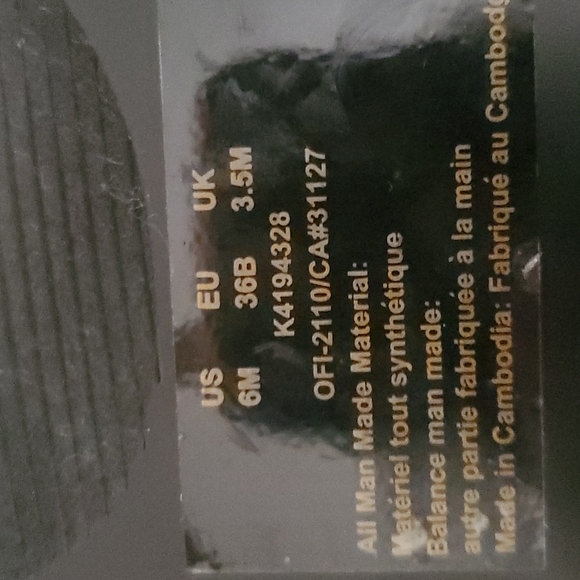 US EU UK
6M 36B 3.5M
K4194328
OFI-2110/CA#31127
All Man Made Material:
Matériel tout synthétique
Balance man made:
autre partie fabriquée à la main
Made in Cambodia: Fabriqué au Cambodg